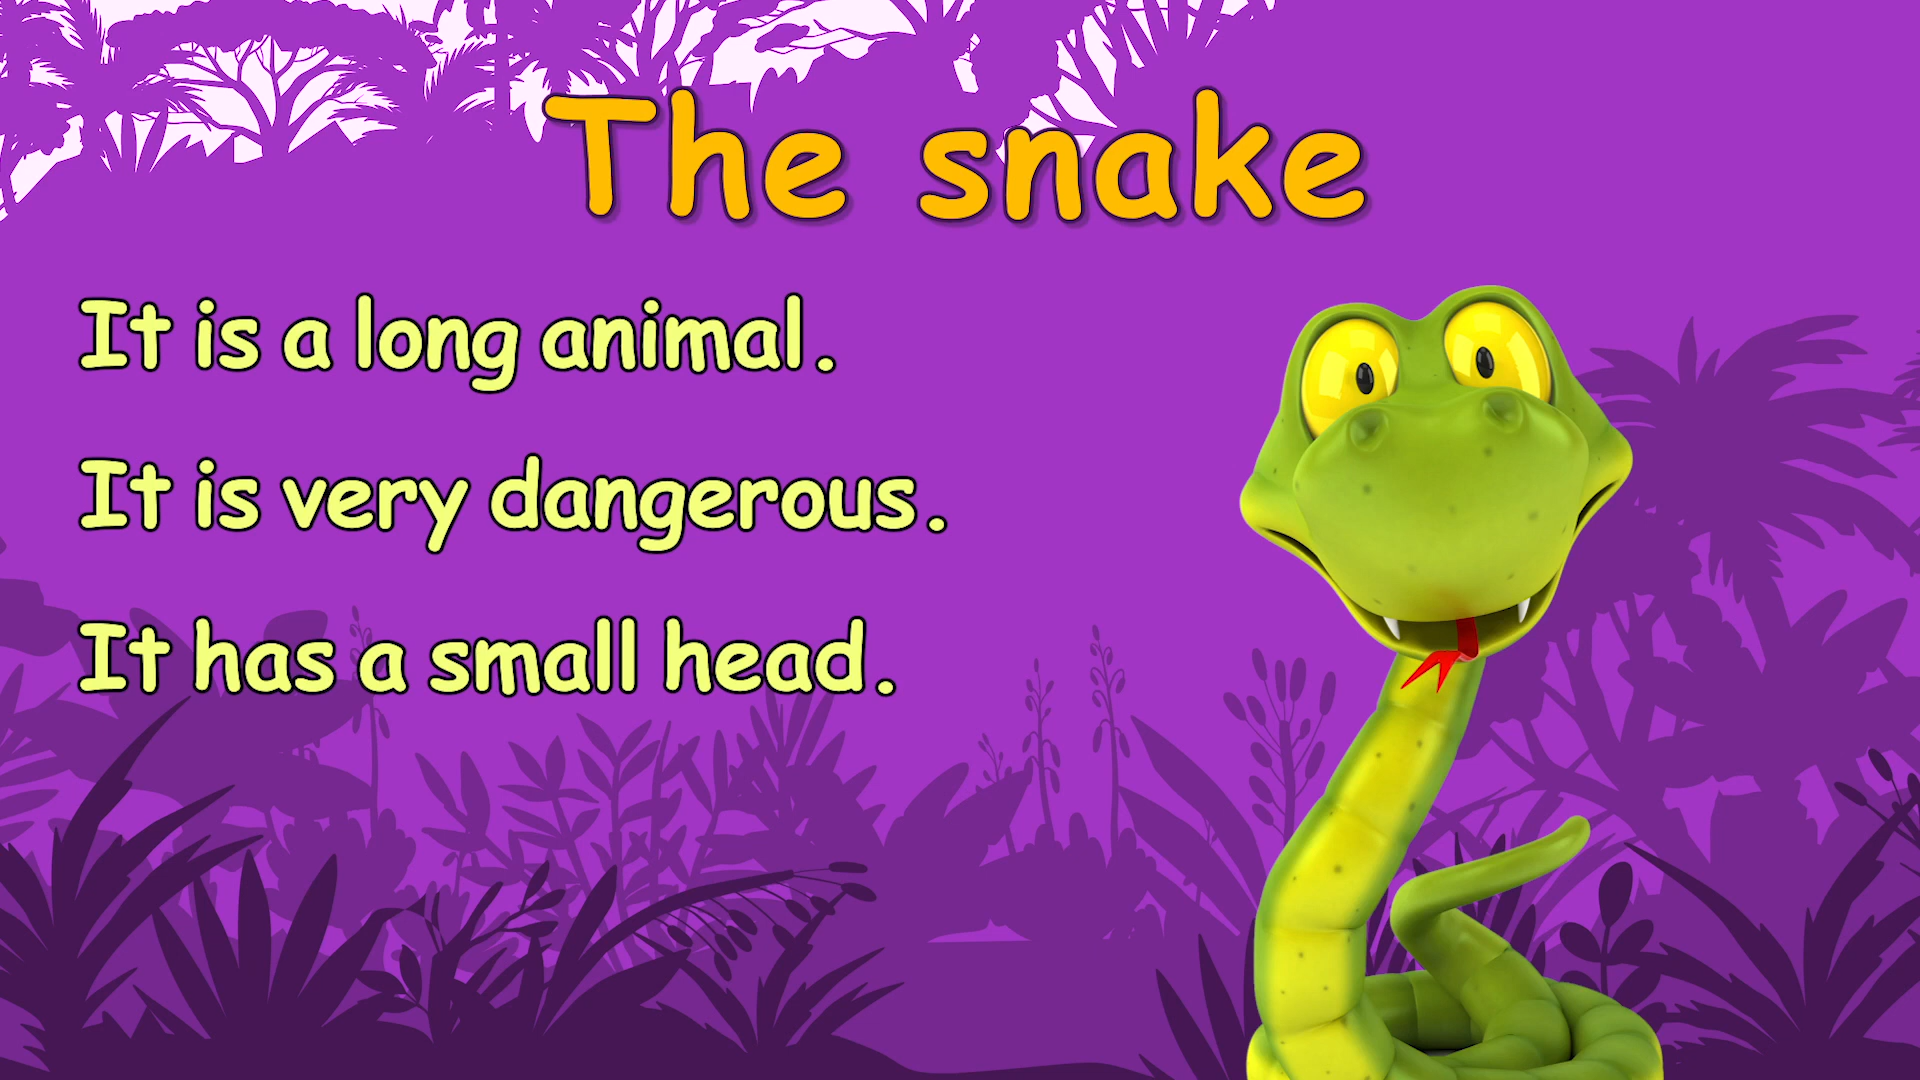 The snake
It is a long animal.
It is very dangerous.
It has a small head.